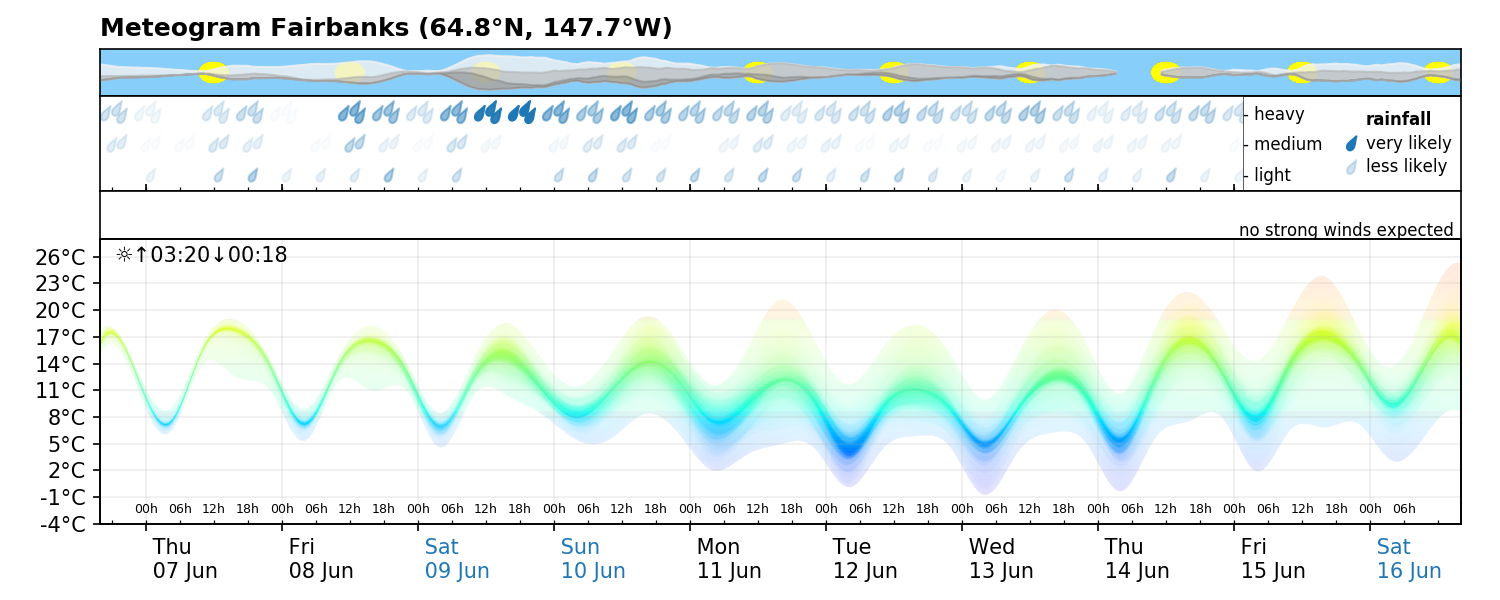 Meteogram Fairbanks (64.8°N, 147.7°W)
- heavy
- medium
- light
rainfall
very likely
less likely
no strong winds expected
☼↑03:20↓00:18
26°C
23°C
20°C
17°C
14°C
11°C
8°C
5°C
2°C
-1°C
-4°C
00h 06h 12h 18h 00h 06h 12h 18h 00h 06h 12h 18h 00h 06h 12h 18h 00h 06h 12h 18h 00h 06h 12h 18h 00h 06h 12h 18h 00h 06h 12h 18h 00h 06h 12h 18h 00h 06h
Thu Fri Sat Sun Mon Tue Wed Thu Fri Sat
07 Jun 08 Jun 09 Jun 10 Jun 11 Jun 12 Jun 13 Jun 14 Jun 15 Jun 16 Jun